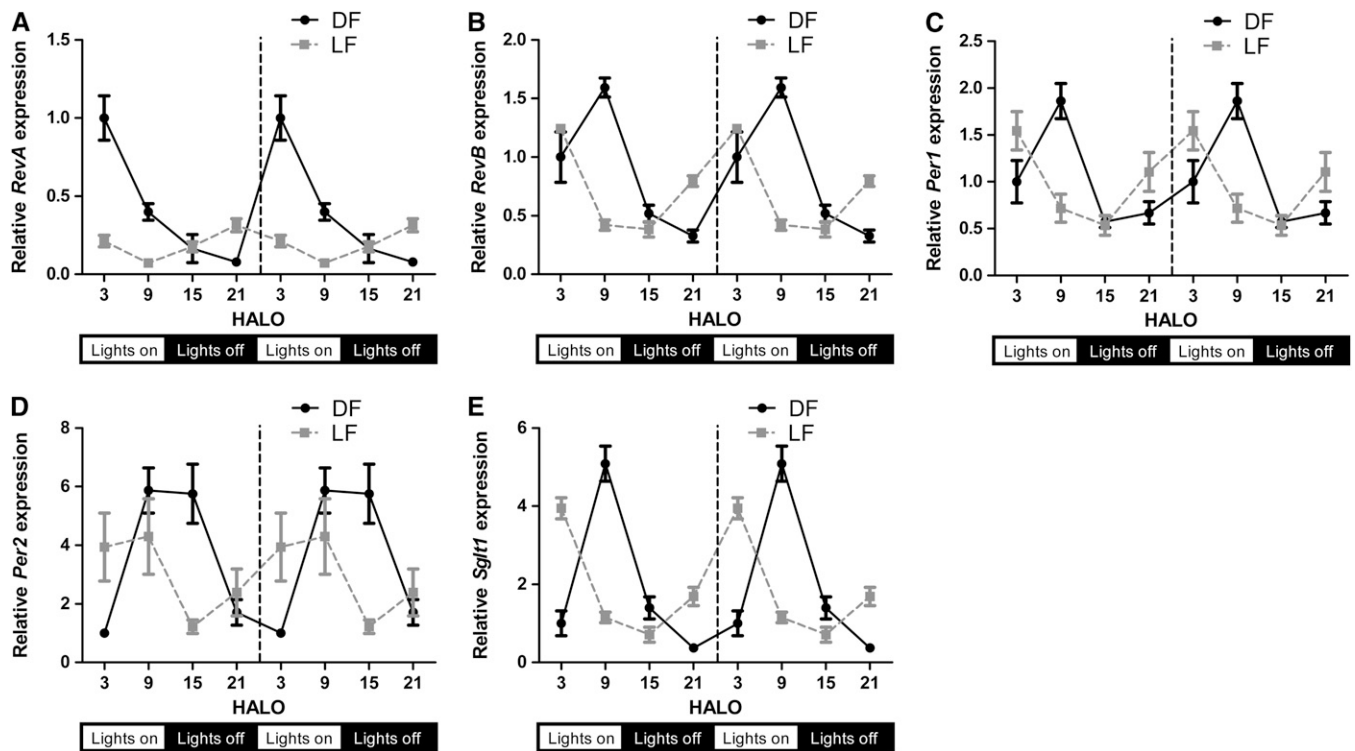 A
DF
LF
Relative RevA expression
1.5
1.0
0.5
0.0
3 9 15 21 3 9 15 21
HALO
Lights on Lights off Lights on Lights off
B
DF
LF
Relative RevB expression
2.0
1.5
1.0
0.5
0.0
3 9 15 21 3 9 15 21
HALO
Lights on Lights off Lights on Lights off
C
DF
LF
Relative Per1 expression
2.5
2.0
1.5
1.0
0.5
0.0
3 9 15 21 3 9 15 21
HALO
Lights on Lights off Lights on Lights off
D
DF
LF
Relative Per2 expression
8
6
4
2
0
3 9 15 21 3 9 15 21
HALO
Lights on Lights off Lights on Lights off
E
DF
LF
Relative Sglt1 expression
6
4
2
0
3 9 15 21 3 9 15 21
HALO
Lights on Lights off Lights on Lights off